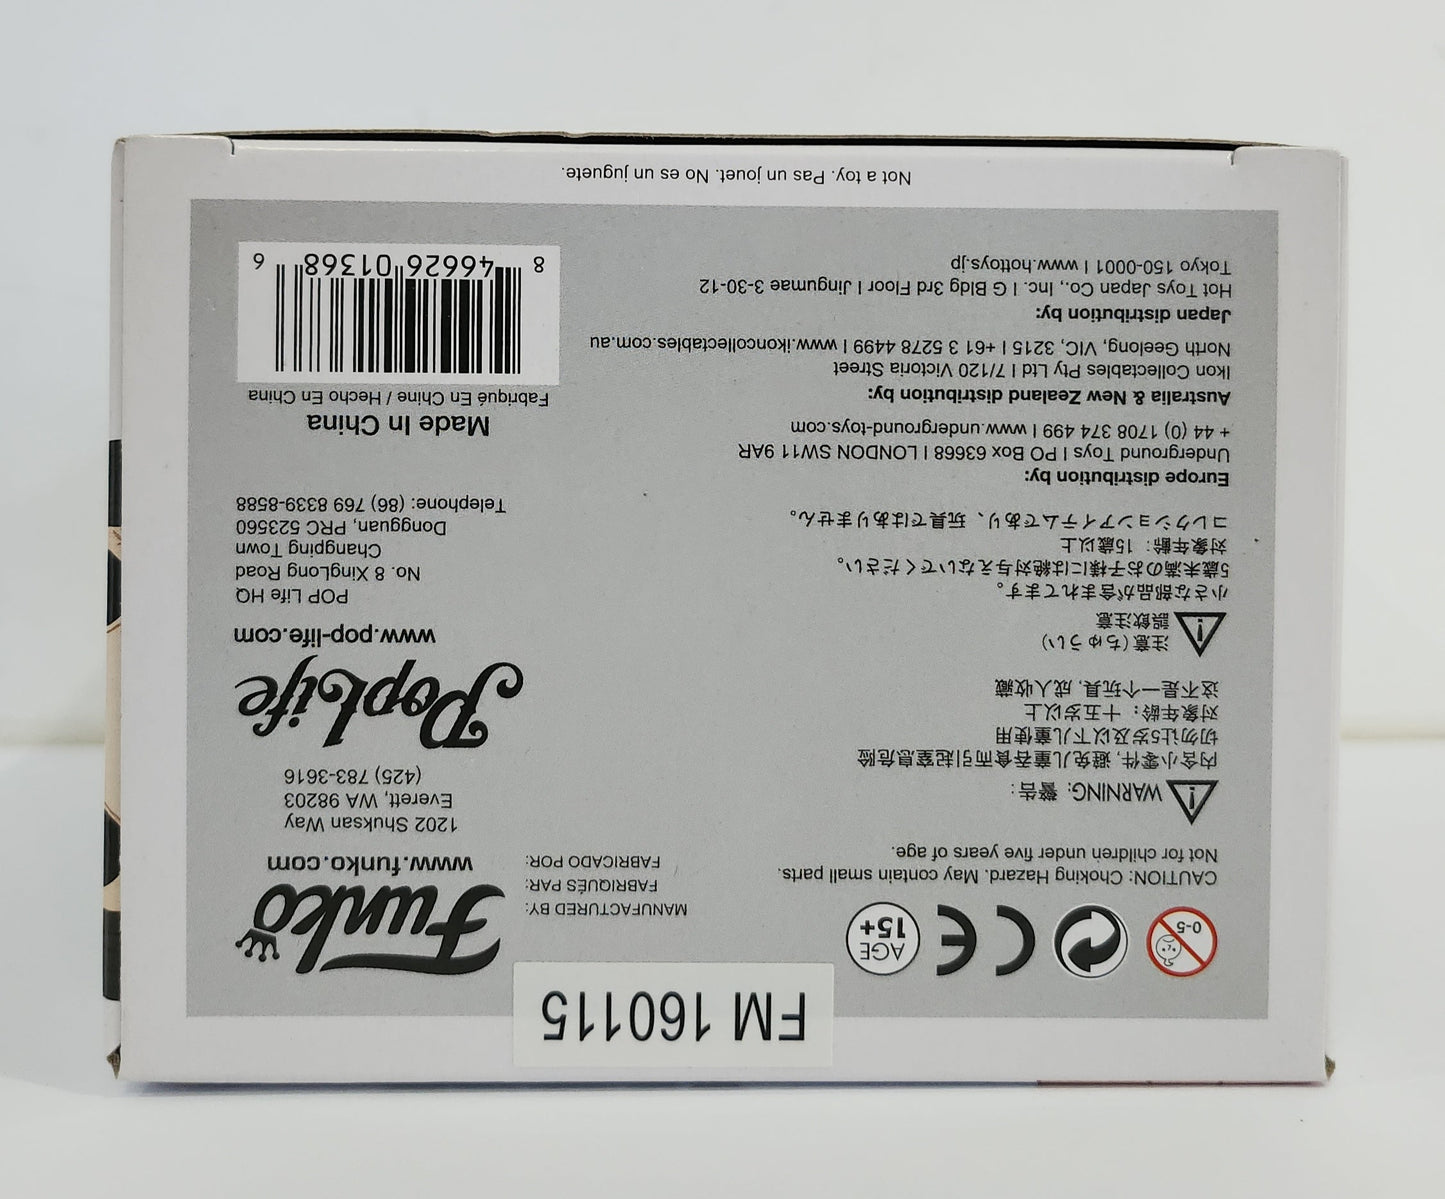 FM 160115
Funko
www.funko.com
1202 Shuksan Way
Everett, WA 98203
(425) 783-3616
MANUFACTURED BY:
FABRIQUÉS PAR:
FABRICADO POR:
PopLife
www.pop-life.com
POP Life HQ
No. 8 XingLong Road
Changping Town
Dongguan, PRC 523560
Telephone: (86) 769 8339-8588
Made In China
Fabriqué En Chine / Hecho En China
8 46626 01368 6
0-5
CE
AGE
15+
CAUTION: Choking Hazard. May contain small parts.
Not for children under five years of age.
WARNING: 警告:
内含小零件, 避免儿童吞食而引起窒息危险
切勿让5岁及以下儿童使用
对象年龄: 十五岁以上
这不是一个玩具, 成人收藏
注意 (ちゅうい)
誤飲注意
小さな部品が含まれてます。
5歳未満のお子様には絶対与えないでください。
対象年齢: 15歳以上
コレクションアイテムであり、玩具ではありません。
Europe distribution by:
Underground Toys | PO Box 63668 | LONDON SW11 9AR
+ 44 (0) 1708 374 499 | www.underground-toys.com
Australia & New Zealand distribution by:
Ikon Collectables Pty Ltd | 7/120 Victoria Street
North Geelong, VIC, 3215 | +61 3 5278 4499 | www.ikoncollectables.com.au
Japan distribution by:
Hot Toys Japan Co., Inc. | G Bldg 3rd Floor | Jingumae 3-30-12
Tokyo 150-0001 | www.hottoys.jp
Not a toy. Pas un jouet. No es un juguete.